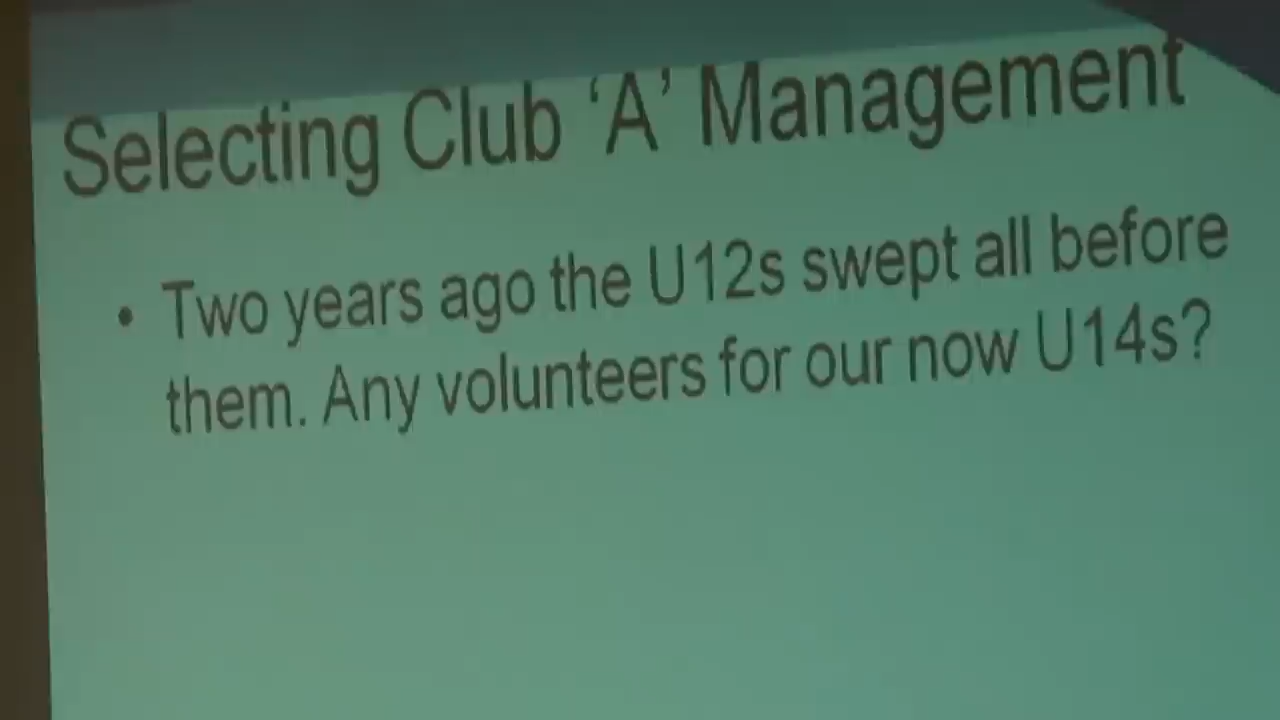 Selecting Club ‘A’ Management
• Two years ago the U12s swept all before
them. Any volunteers for our now U14s?